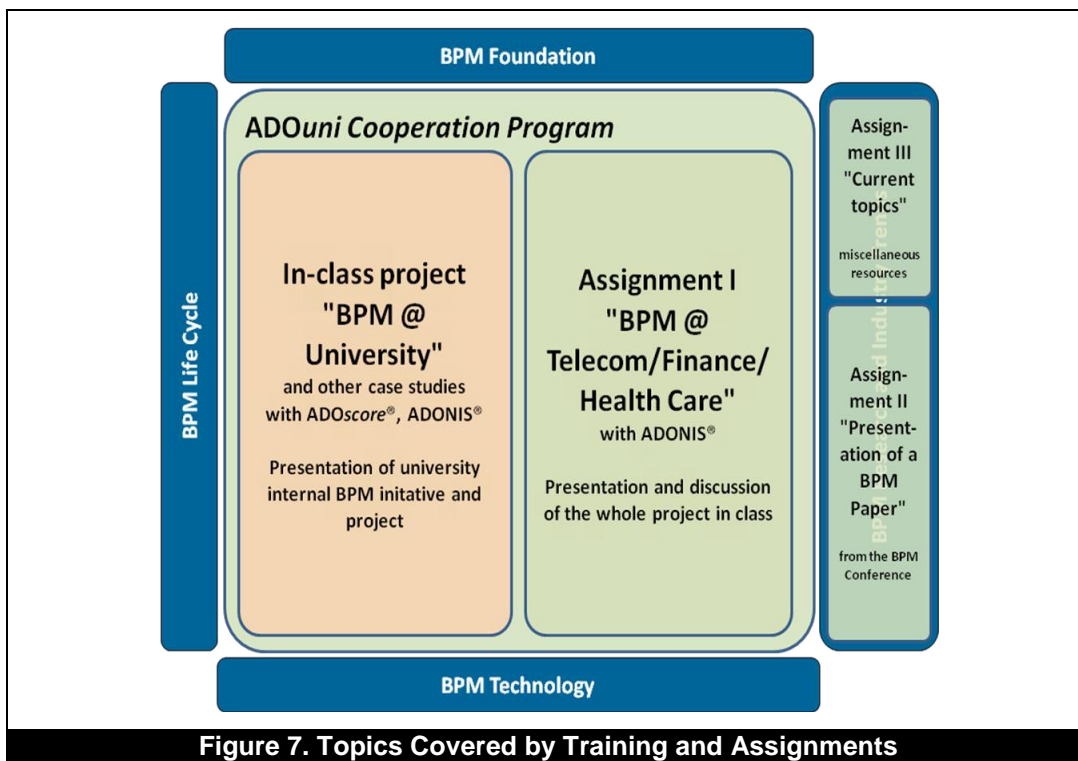 BPM Foundation
BPM Life Cycle
ADOuni Cooperation Program
In-class project
"BPM @
University"
and other case studies
with ADOscore®, ADONIS®
Presentation of university
internal BPM initative and
project
Assignment I
"BPM @
Telecom/Finance/
Health Care"
with ADONIS®
Presentation and discussion
of the whole project in class
Assign-
ment III
"Current
topics"
miscellaneous
resources
Assign-
ment II
"Present-
ation of a
BPM
Paper"
from the BPM
Conference
BPM Technology
Figure 7. Topics Covered by Training and Assignments